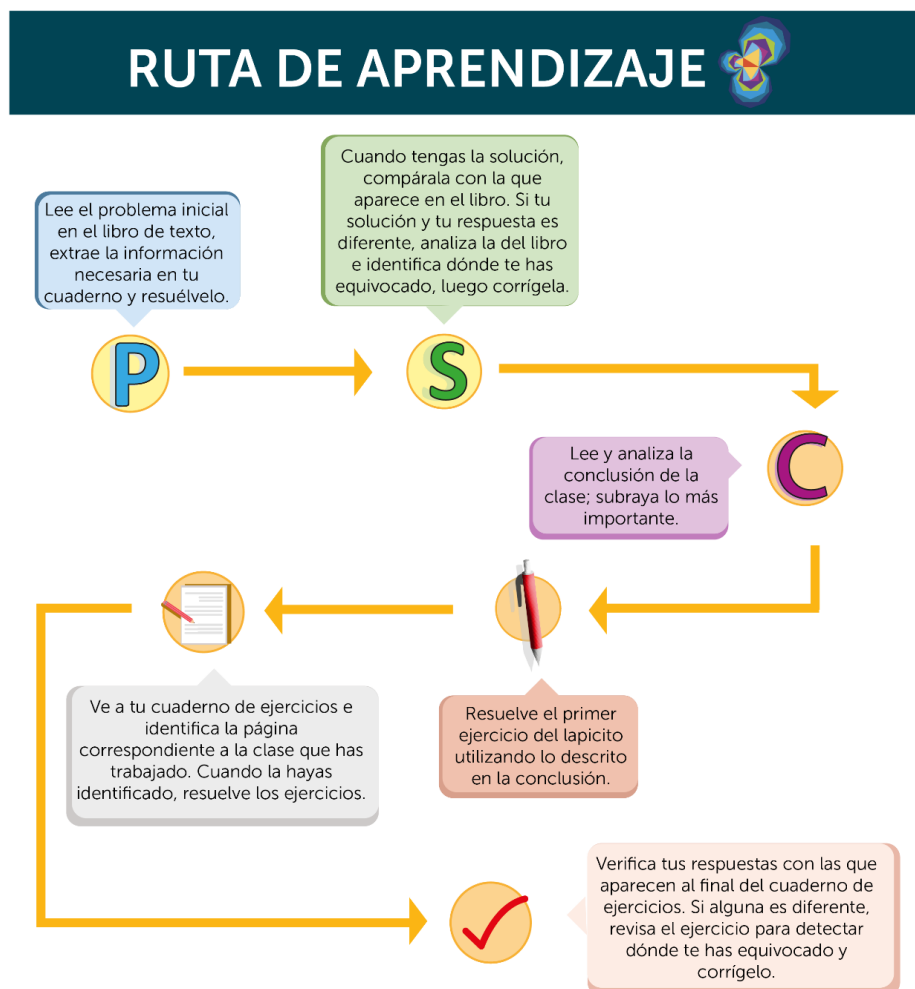 RUTA DE APRENDIZAJE
Lee el problema inicial
en el libro de texto,
extrae la información
necesaria en tu
cuaderno y resuélvelo.
P
Cuando tengas la solución,
compárala con la que
aparece en el libro. Si tu
solución y tu respuesta es
diferente, analiza la del libro
e identifica dónde te has
equivocado, luego corrígela.
S
Lee y analiza la
conclusión de la
clase; subraya lo más
importante.
C
Resuelve el primer
ejercicio del lapicito
utilizando lo descrito
en la conclusión.
Ve a tu cuaderno de ejercicios e
identifica la página
correspondiente a la clase que has
trabajado. Cuando la hayas
identificado, resuelve los ejercicios.
Verifica tus respuestas con las que
aparecen al final del cuaderno de
ejercicios. Si alguna es diferente,
revisa el ejercicio para detectar
dónde te has equivocado y
corrígelo.